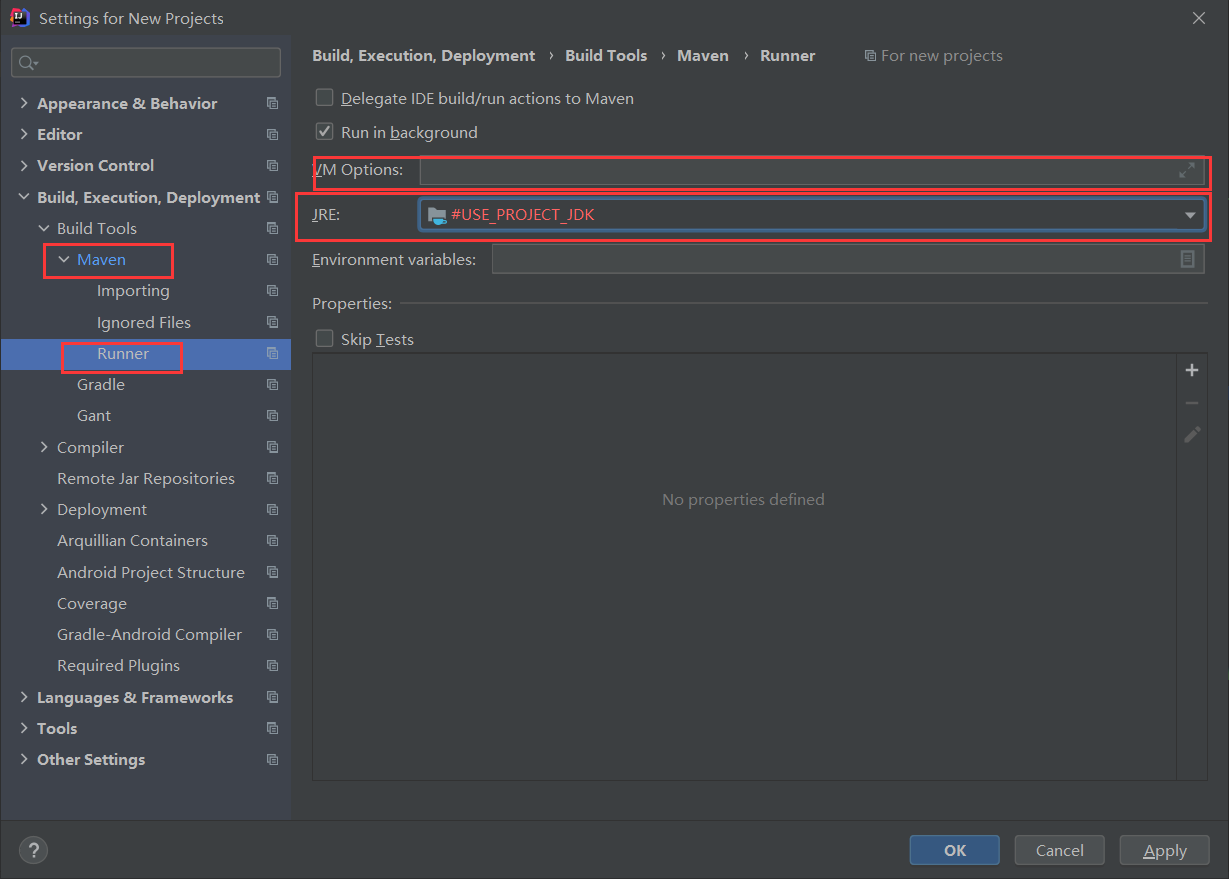 Settings for New Projects
Appearance & Behavior
Editor
Version Control
Build, Execution, Deployment
Build Tools
Maven
Importing
Ignored Files
Runner
Gradle
Gant
Compiler
Remote Jar Repositories
Deployment
Arquillian Containers
Android Project Structure
Coverage
Gradle-Android Compiler
Required Plugins
Languages & Frameworks
Tools
Other Settings
Build, Execution, Deployment › Build Tools › Maven › Runner For new projects
Delegate IDE build/run actions to Maven
Run in background
VM Options:
JRE: #USE_PROJECT_JDK
Environment variables:
Properties:
Skip Tests
No properties defined
? OK Cancel Apply